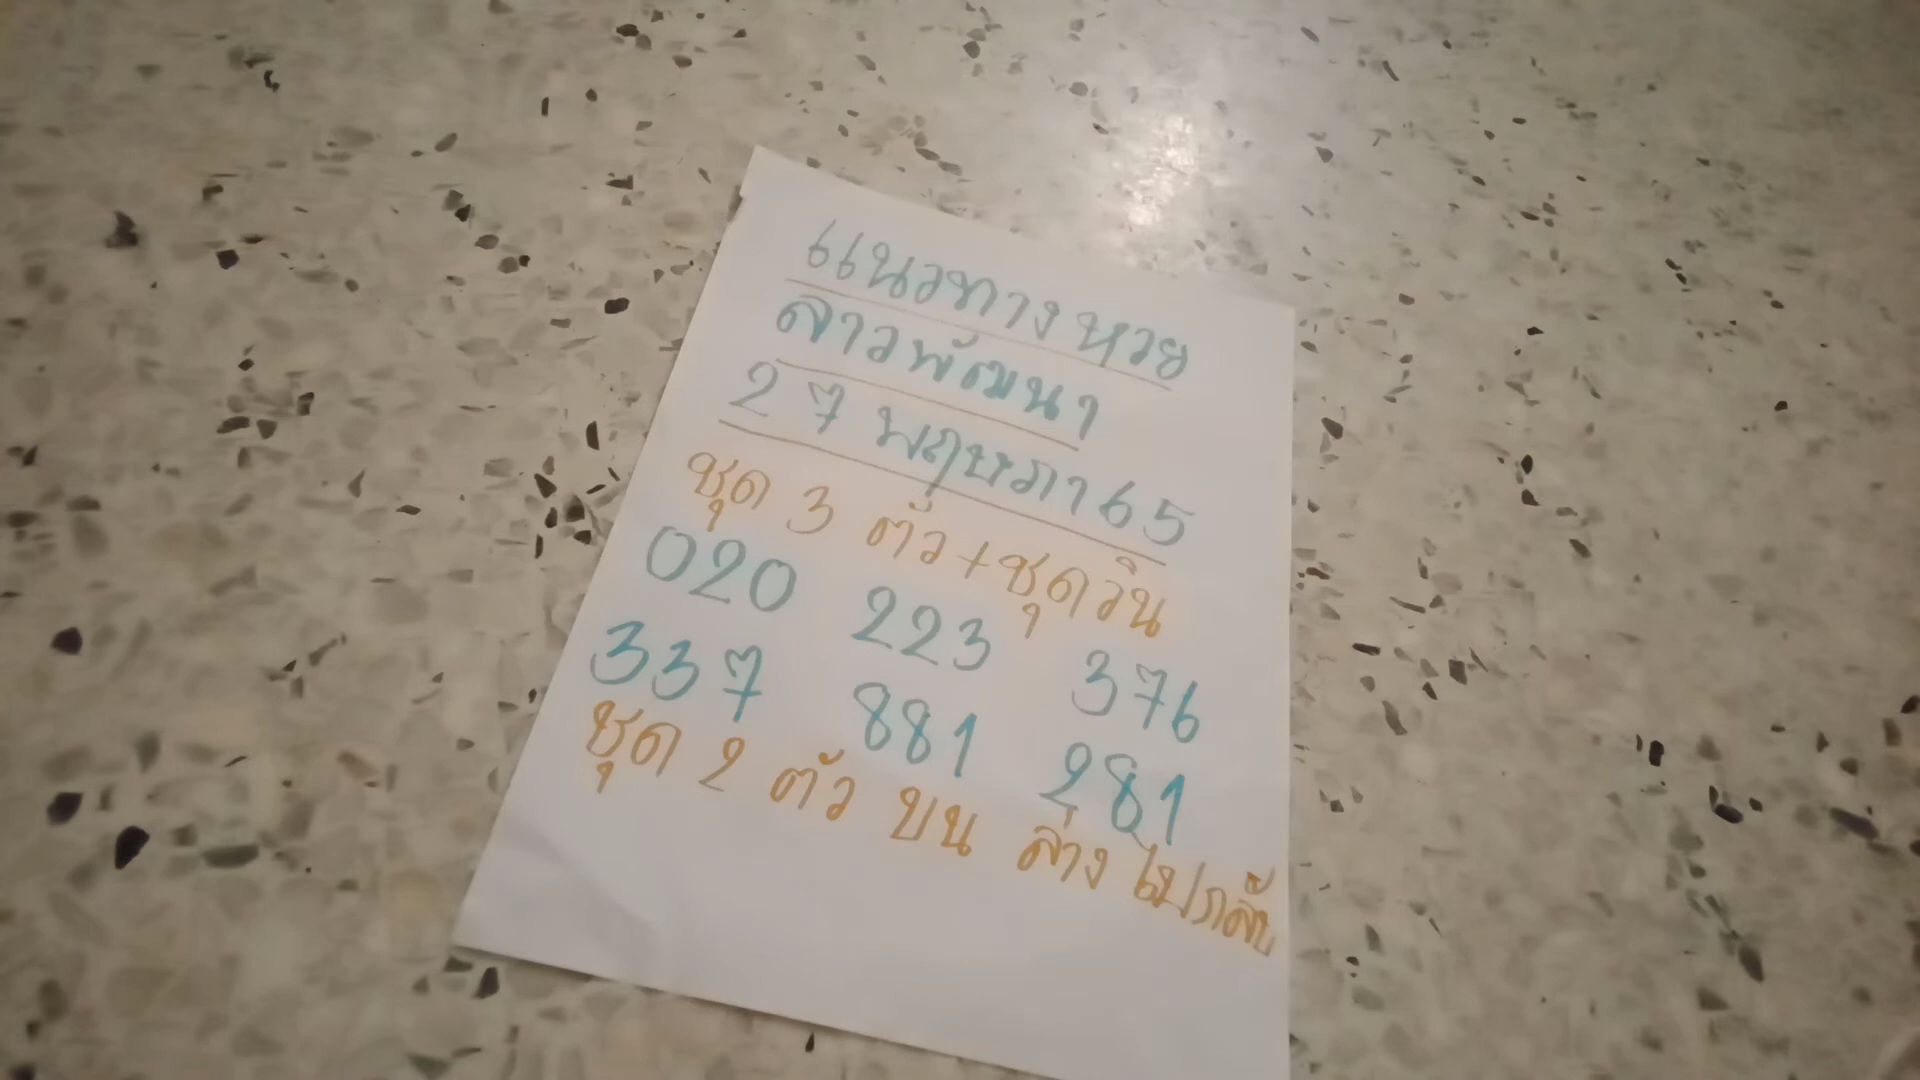 แนวทางหวย
ลาวพัฒนา
27 พฤษภา 65
ชุด 3 ตัว+ชุดวิน
020 223 376
337 881 281
ชุด 2 ตัว บน ล่าง ไปกลับ